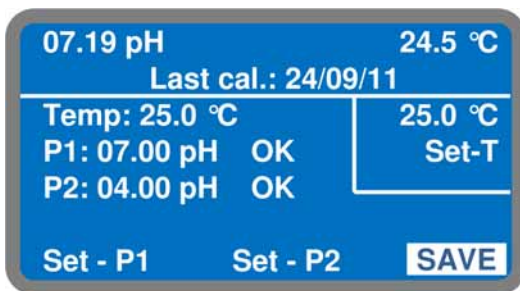 07.19 pH 24.5 °C
Last cal.: 24/09/11
Temp: 25.0 °C 25.0 °C
P1: 07.00 pH OK Set-T
P2: 04.00 pH OK
Set - P1 Set - P2 SAVE